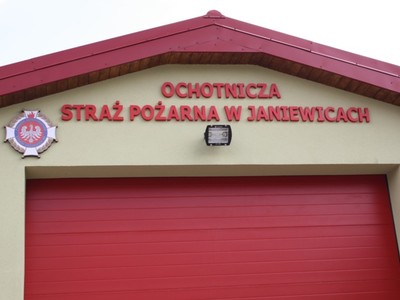 OCHOTNICZA
STRAŻ POŻARNA W JANIEWICACH